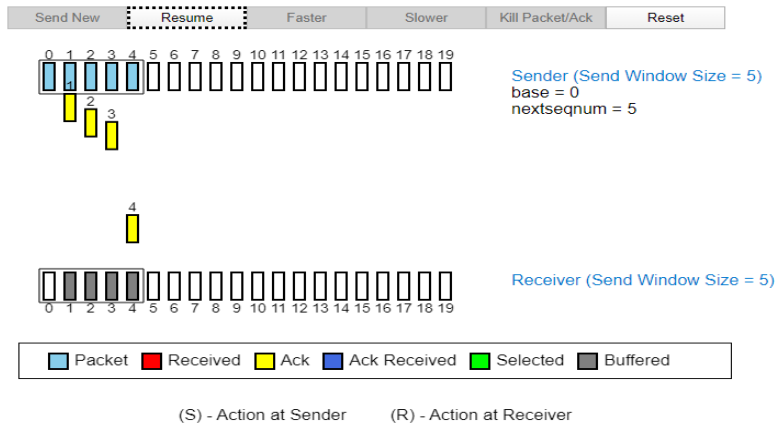 Send New Resume Faster Slower Kill Packet/Ack Reset
0 1 2 3 4 5 6 7 8 9 10 11 12 13 14 15 16 17 18 19
Sender (Send Window Size = 5)
base = 0
nextseqnum = 5
1
2
3
4
Receiver (Send Window Size = 5)
0 1 2 3 4 5 6 7 8 9 10 11 12 13 14 15 16 17 18 19
Packet Received Ack Ack Received Selected Buffered
(S) - Action at Sender (R) - Action at Receiver